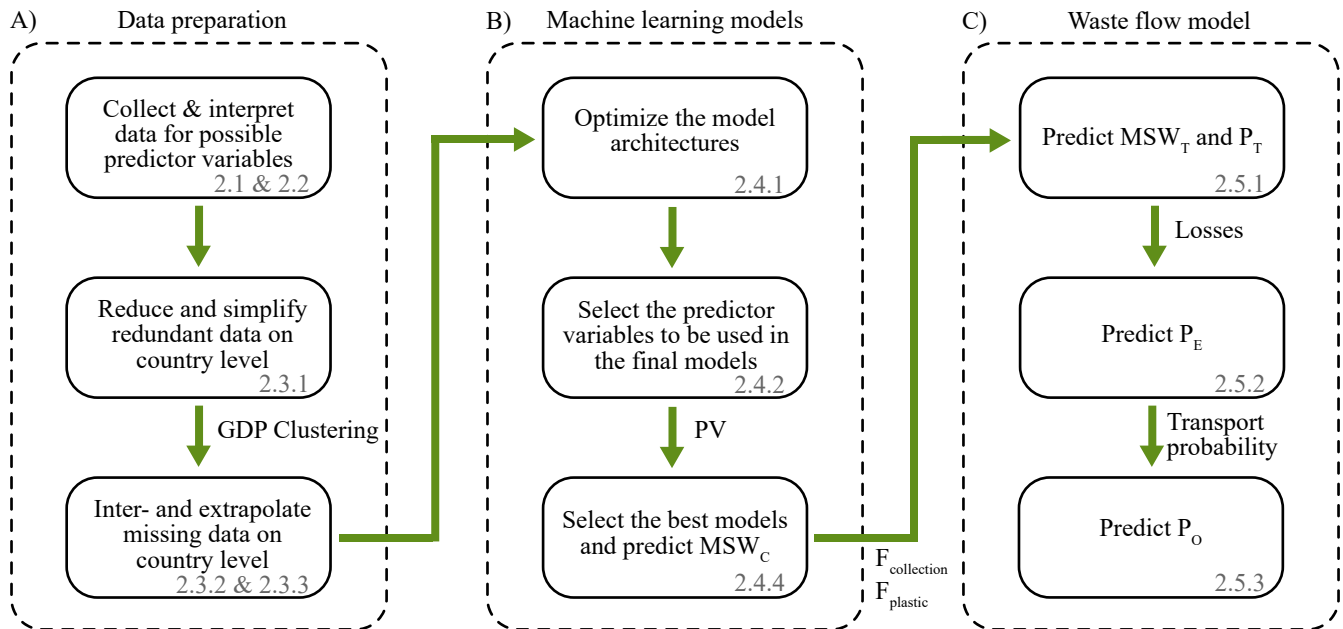 A)
Data preparation
Collect & interpret
data for possible
predictor variables
2.1 & 2.2
Reduce and simplify
redundant data on
country level
2.3.1
GDP Clustering
Inter- and extrapolate
missing data on
country level
2.3.2 & 2.3.3
B)
Machine learning models
Optimize the model
architectures
2.4.1
Select the predictor
variables to be used in
the final models
2.4.2
PV
Select the best models
and predict MSW_C
2.4.4
F_collection
F_plastic
C)
Waste flow model
Predict MSW_T and P_T
2.5.1
Losses
Predict P_E
2.5.2
Transport
probability
Predict P_O
2.5.3